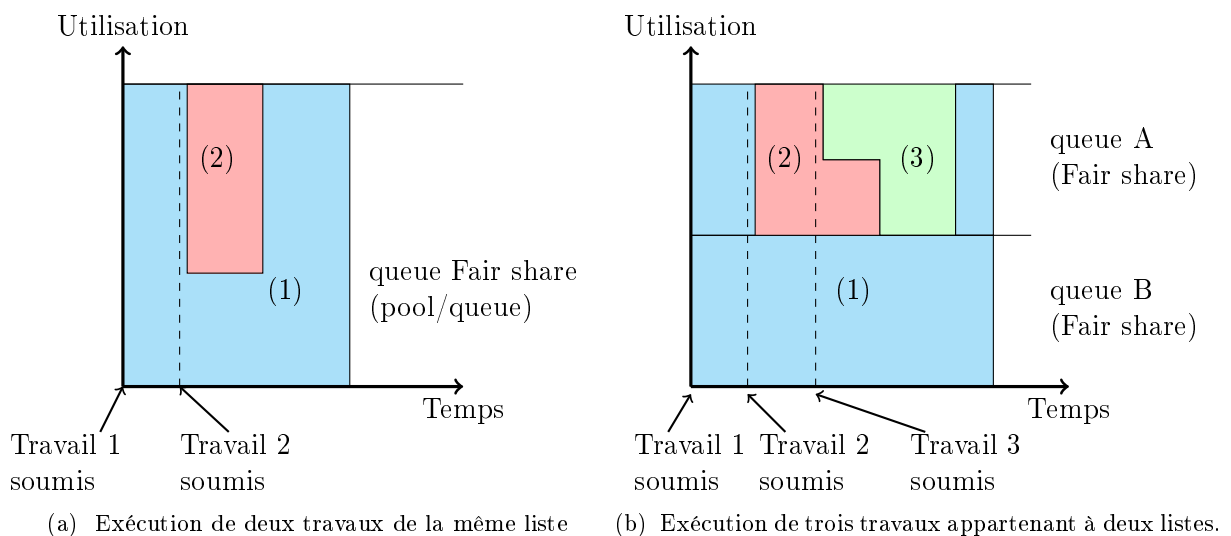 Utilisation
(2)
(1)
queue Fair share
(pool/queue)
Temps
Travail 1
soumis
Travail 2
soumis
(a) Exécution de deux travaux de la même liste
Utilisation
(2)
(3)
(1)
queue A
(Fair share)
queue B
(Fair share)
Temps
Travail 1
soumis
Travail 2
soumis
Travail 3
soumis
(b) Exécution de trois travaux appartenant à deux listes.